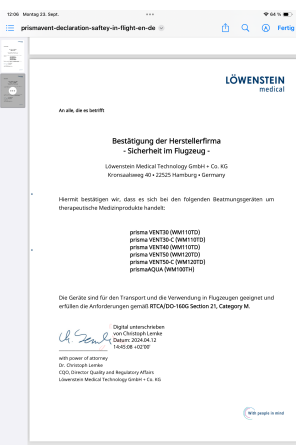 12:06 Montag 23. Sept.
64 %
prismavent-declaration-saftey-in-flight-en-de
Fertig
LÖWENSTEIN
medical
An alle, die es betrifft
Bestätigung der Herstellerfirma
- Sicherheit im Flugzeug -
Löwenstein Medical Technology GmbH + Co. KG
Kronsaalsweg 40 • 22525 Hamburg • Germany
Hiermit bestätigen wir, dass es sich bei den folgenden Beatmungsgeräten um
therapeutische Medizinprodukte handelt:
prisma VENT30 (WM110TD)
prisma VENT30-C (WM110TD)
prisma VENT40 (WM110TD)
prisma VENT50 (WM120TD)
prisma VENT50-C (WM120TD)
prismaAQUA (WM100TH)
Die Geräte sind für den Transport und die Verwendung in Flugzeugen geeignet und
erfüllen die Anforderungen gemäß RTCA/DO-160G Section 21, Category M.
Digital unterschrieben
von Christoph Lemke
Datum: 2024.04.12
14:45:08 +02'00'
with power of attorney
Dr. Christoph Lemke
CQO, Director Quality and Regulatory Affairs
Löwenstein Medical Technology GmbH + Co. KG
With people in mind